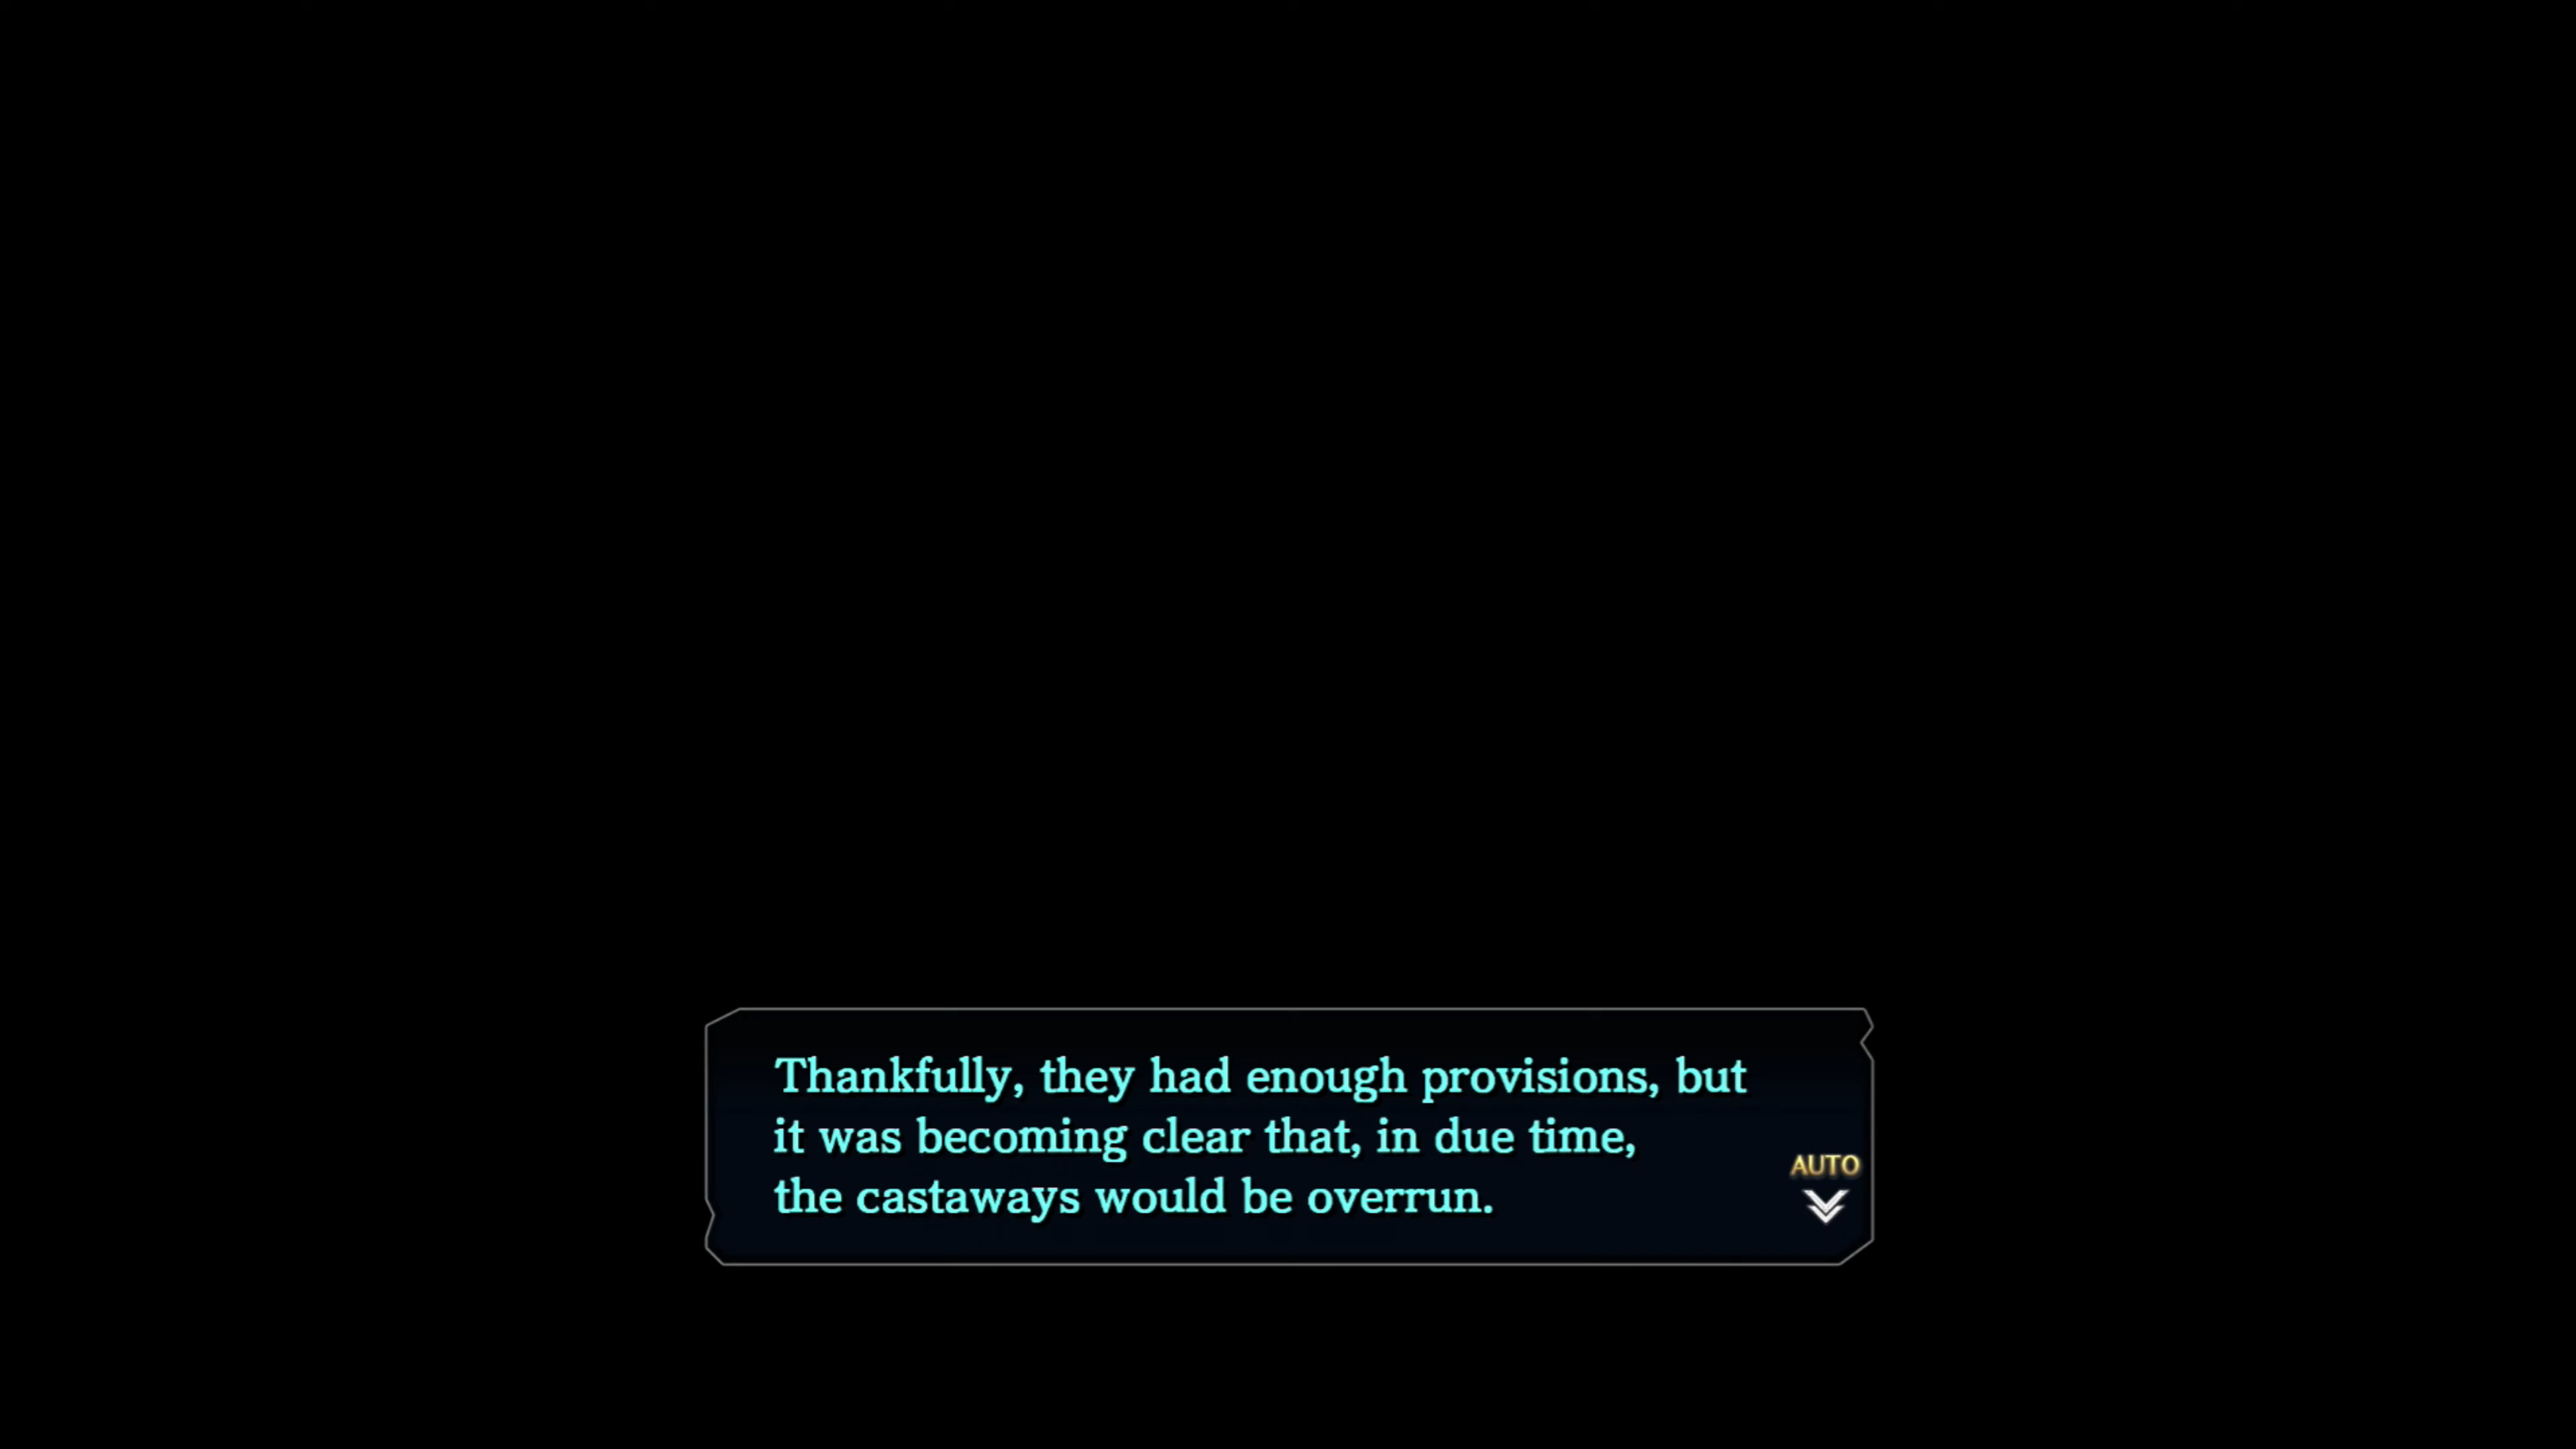 Thankfully, they had enough provisions, but
it was becoming clear that, in due time,
the castaways would be overrun.
AUTO